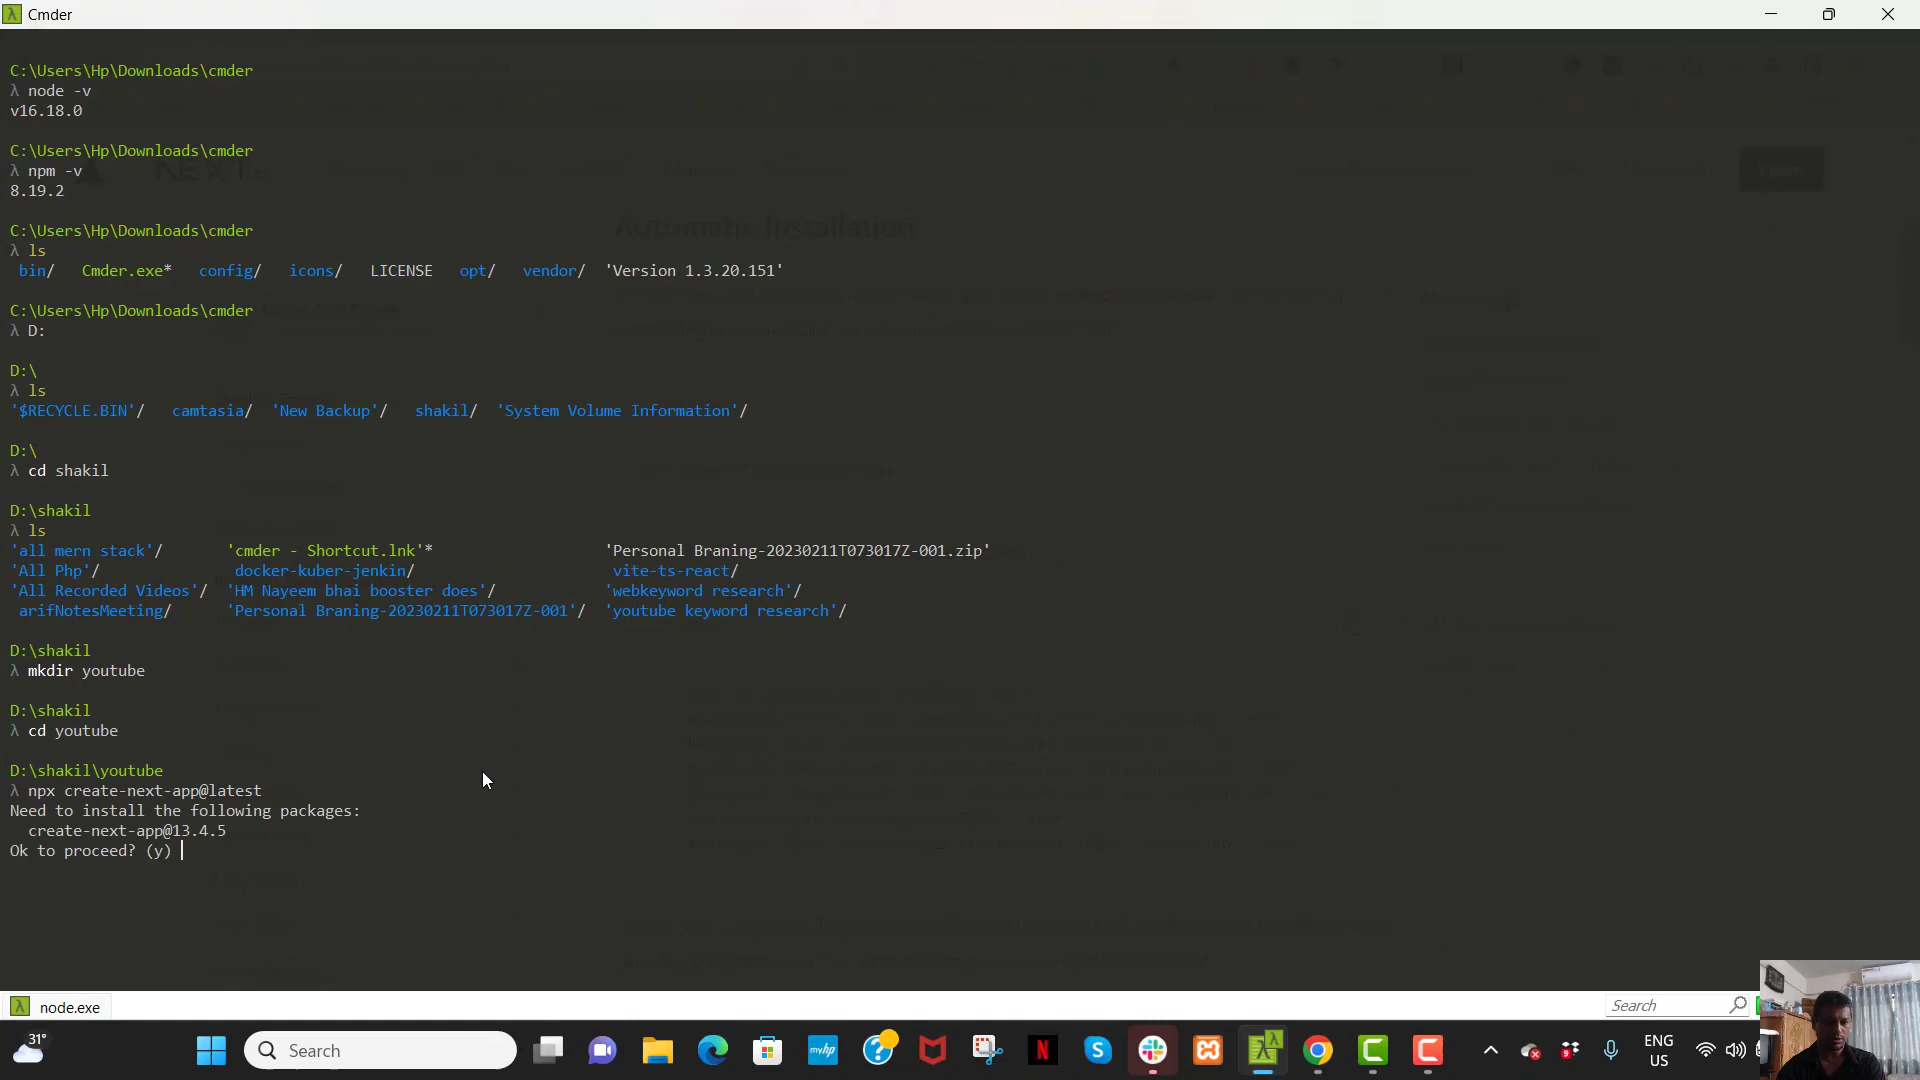 Cmder
C:\Users\Hp\Downloads\cmder
λ node -v
v16.18.0
C:\Users\Hp\Downloads\cmder
λ npm -v
8.19.2
C:\Users\Hp\Downloads\cmder
λ ls
bin/ Cmder.exe* config/ icons/ LICENSE opt/ vendor/ 'Version 1.3.20.151'
C:\Users\Hp\Downloads\cmder
λ D:
D:\
λ ls
'$RECYCLE.BIN'/ camtasia/ 'New Backup'/ shakil/ 'System Volume Information'/
D:\
λ cd shakil
D:\shakil
λ ls
'all mern stack'/ 'cmder - Shortcut.lnk'* 'Personal Braning-20230211T073017Z-001.zip'
'All Php'/ docker-kuber-jenkin/ vite-ts-react/
'All Recorded Videos'/ 'HM Nayeem bhai booster does'/ 'webkeyword research'/
arifNotesMeeting/ 'Personal Braning-20230211T073017Z-001'/ 'youtube keyword research'/
D:\shakil
λ mkdir youtube
D:\shakil
λ cd youtube
D:\shakil\youtube
λ npx create-next-app@latest
Need to install the following packages:
create-next-app@13.4.5
Ok to proceed? (y)
Automatic Installation
λ node.exe
Search
31°
Search
myhp
N
S
λ
9
ENG
US